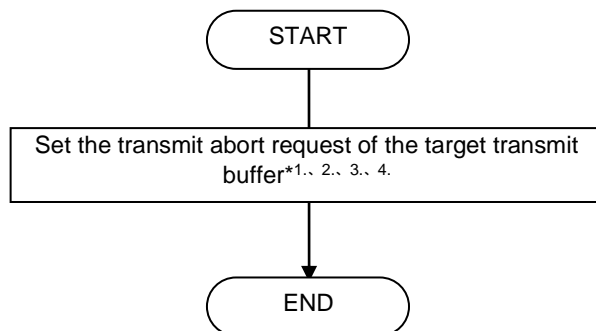 START
Set the transmit abort request of the target transmit
buffer*1.、2.、3.、4.
END